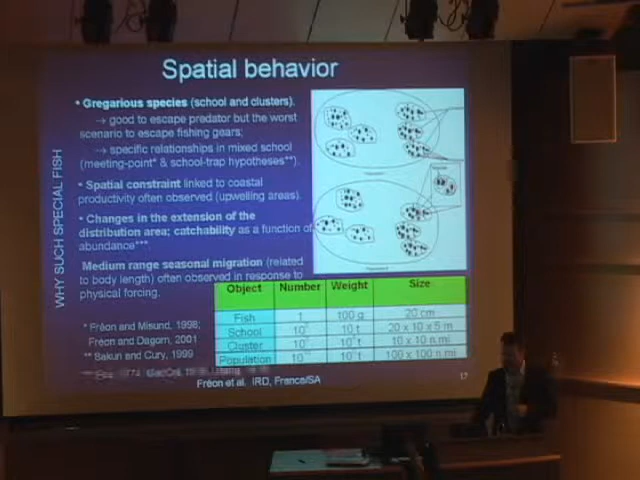 Spatial behavior
WHY SUCH SPECIAL FISH
• Gregarious species (school and clusters).
→ good to escape predator but the worst
scenario to escape fishing gears;
→ specific relationships in mixed school
(meeting-point* & school-trap hypotheses**).
• Spatial constraint linked to coastal
productivity often observed (upwelling areas).
• Changes in the extension of the
distribution area; catchability as a function of
abundance***
Medium range seasonal migration (related
to body length) often observed in response to
physical forcing.
Object Number Weight Size
Fish 1 100 g 20 cm
School 10 t 20 x 10 x 5 m
Cluster 10 x 10 n.mi
Population 100 x 100 n.mi
* Fréon and Misund, 1998;
Fréon and Dagorn, 2001
** Bakun and Cury, 1999
Fréon et al. IRD, France/SA
17